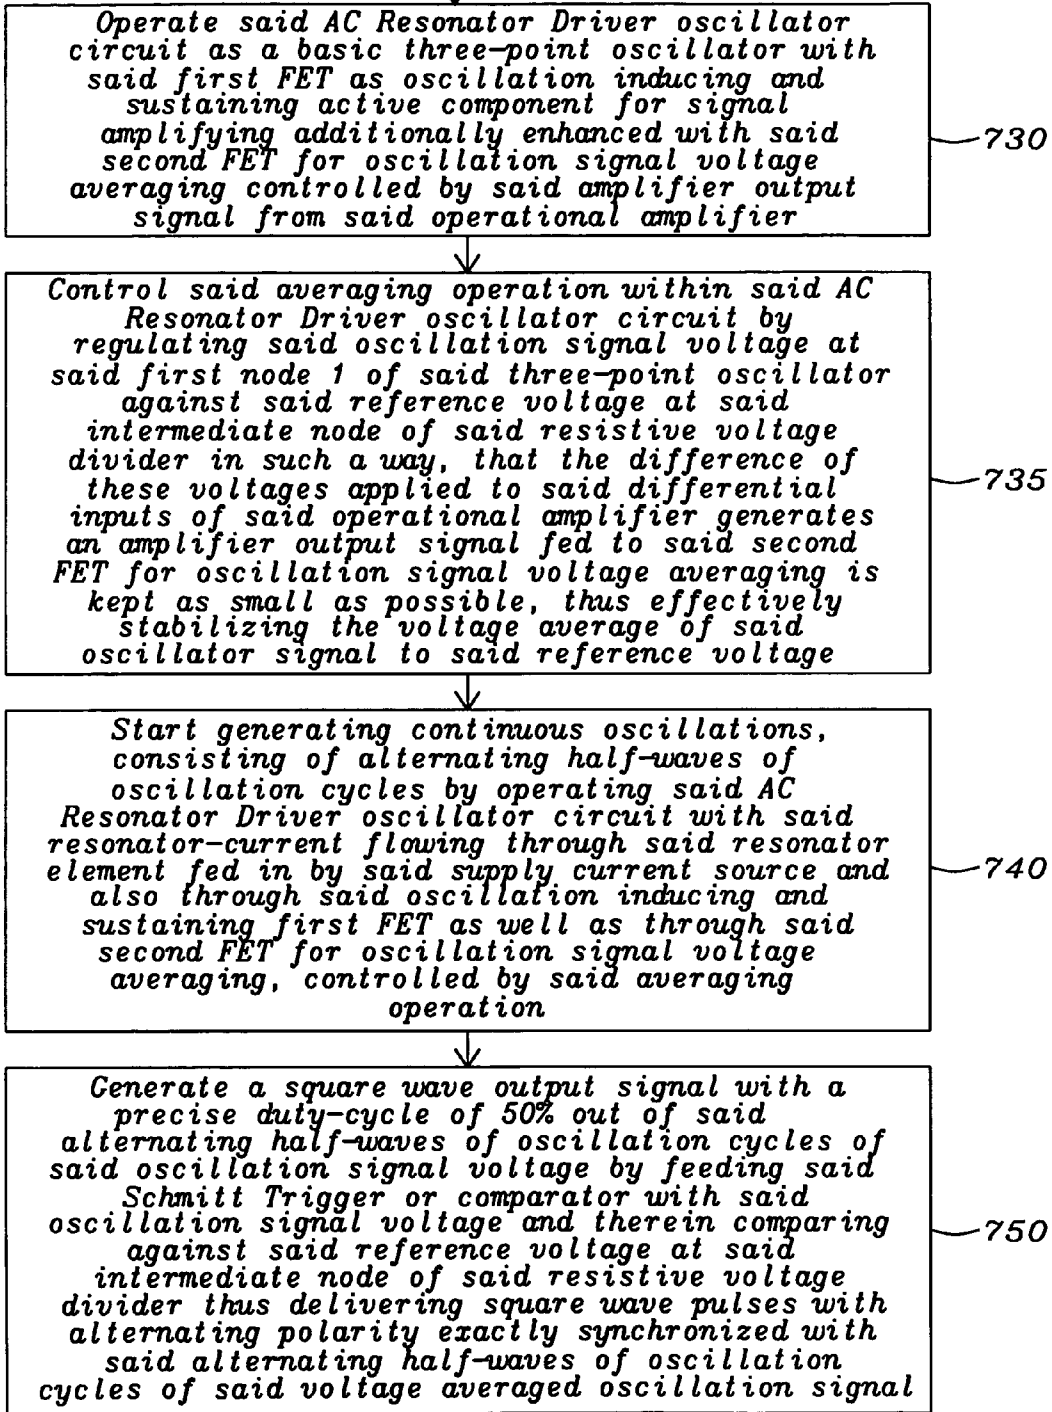 Operate said AC Resonator Driver oscillator
circuit as a basic three-point oscillator with
said first FET as oscillation inducing and
sustaining active component for signal
amplifying additionally enhanced with said
second FET for oscillation signal voltage
averaging controlled by said amplifier output
signal from said operational amplifier
730
Control said averaging operation within said AC
Resonator Driver oscillator circuit by
regulating said oscillation signal voltage at
said first node 1 of said three-point oscillator
against said reference voltage at said
intermediate node of said resistive voltage
divider in such a way, that the difference of
these voltages applied to said differential
inputs of said operational amplifier generates
an amplifier output signal fed to said second
FET for oscillation signal voltage averaging is
kept as small as possible, thus effectively
stabilizing the voltage average of said
oscillator signal to said reference voltage
735
Start generating continuous oscillations,
consisting of alternating half-waves of
oscillation cycles by operating said AC
Resonator Driver oscillator circuit with said
resonator-current flowing through said resonator
element fed in by said supply current source and
also through said oscillation inducing and
sustaining first FET as well as through said
second FET for oscillation signal voltage
averaging, controlled by said averaging
operation
740
Generate a square wave output signal with a
precise duty-cycle of 50% out of said
alternating half-waves of oscillation cycles of
said oscillation signal voltage by feeding said
Schmitt Trigger or comparator with said
oscillation signal voltage and therein comparing
against said reference voltage at said
intermediate node of said resistive voltage
divider thus delivering square wave pulses with
alternating polarity exactly synchronized with
said alternating half-waves of oscillation
cycles of said voltage averaged oscillation signal
750